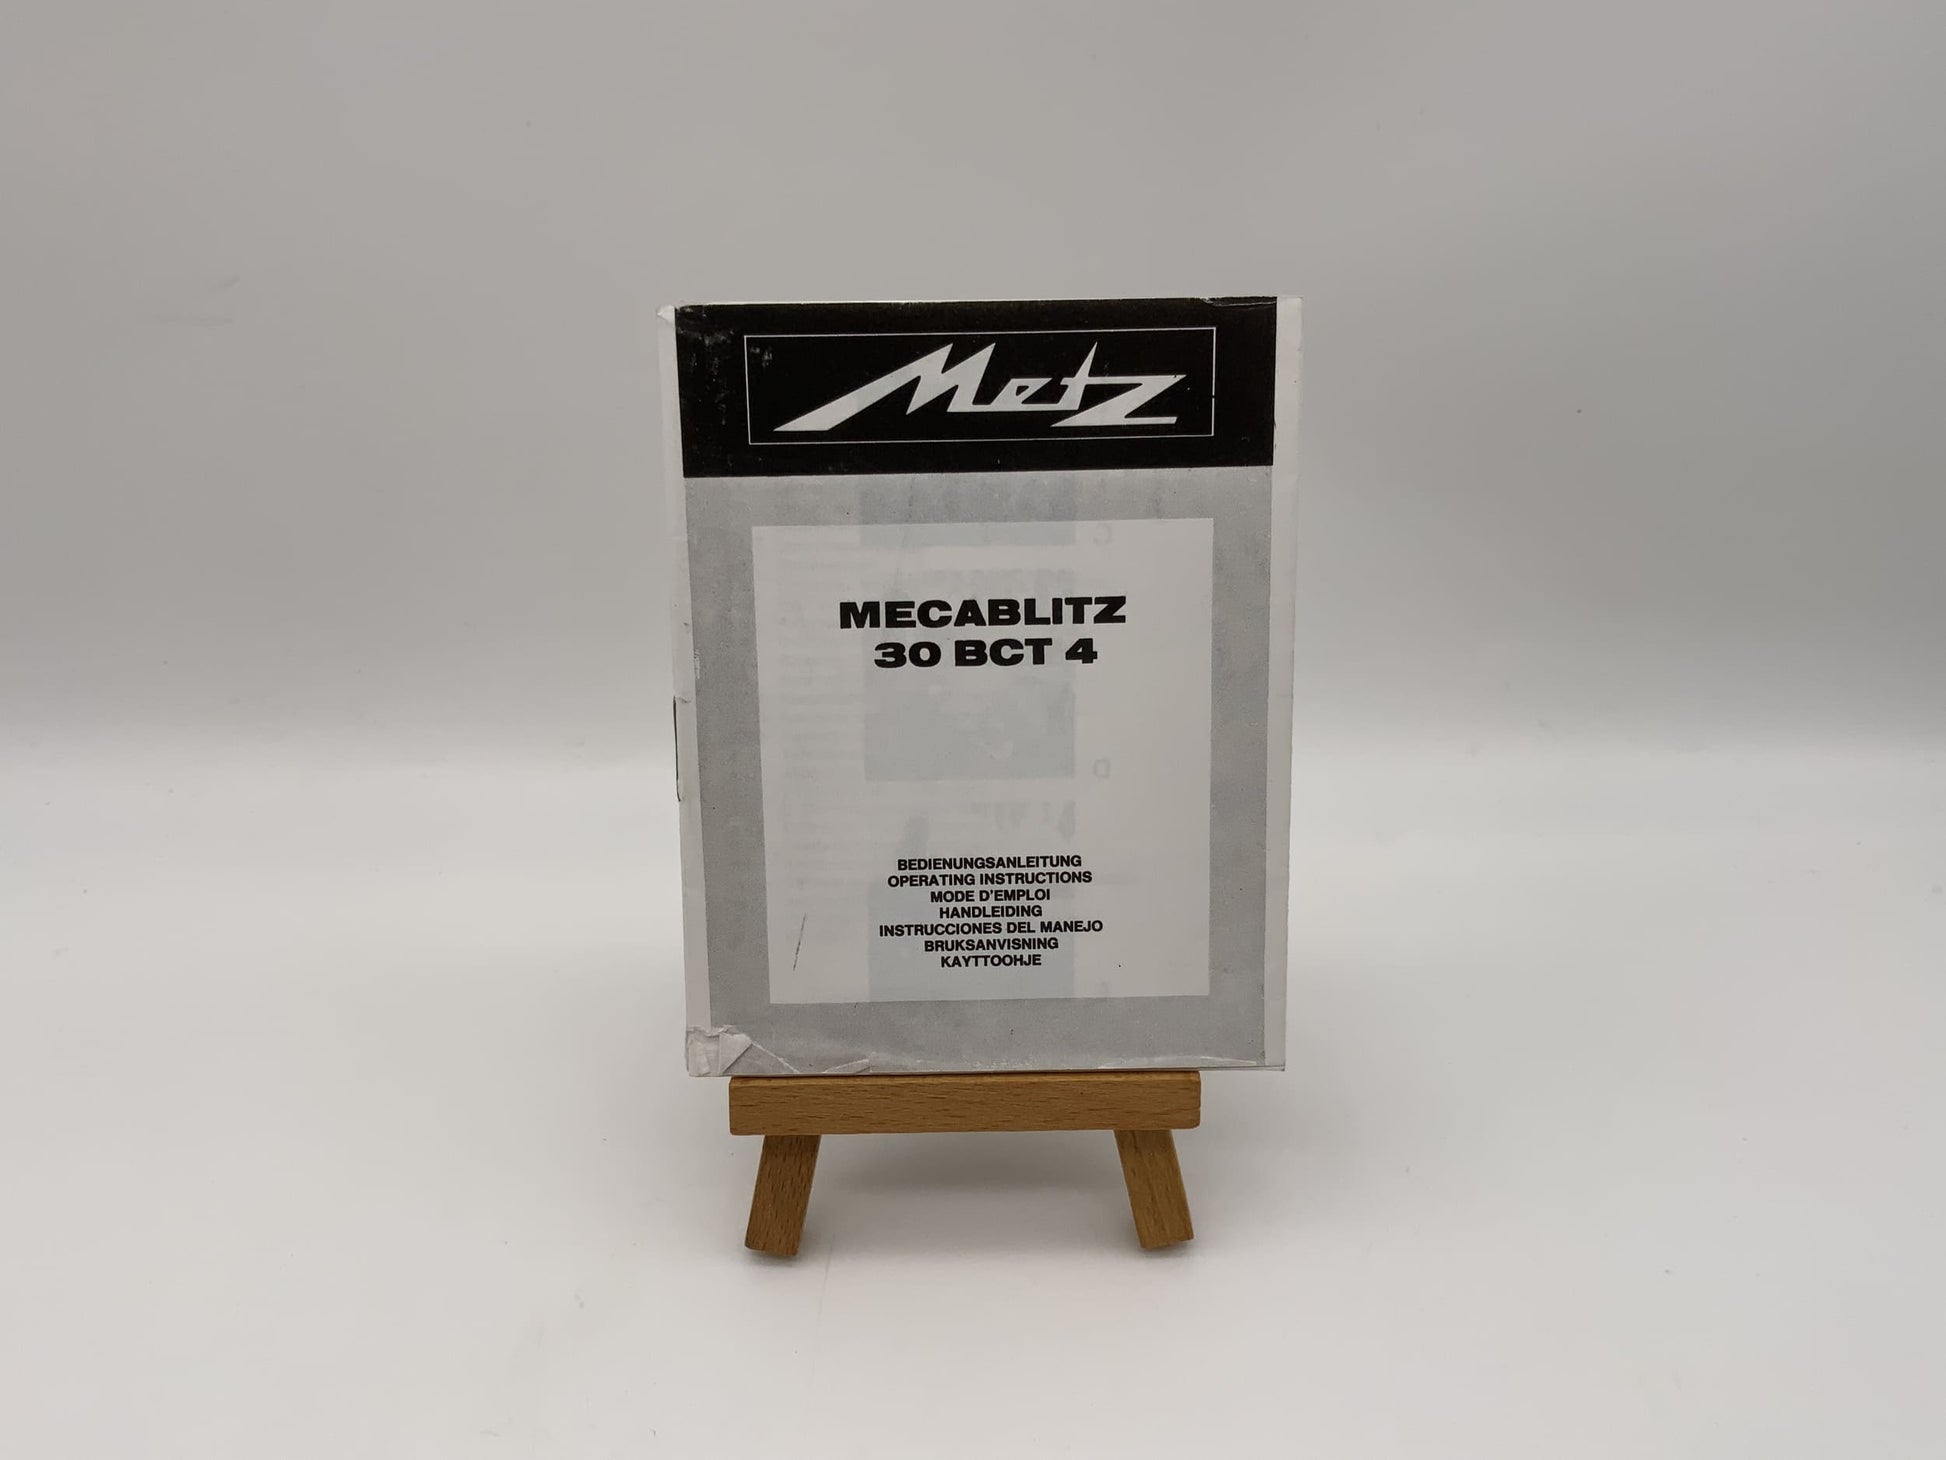 Metz
MECABLITZ
30 BCT 4
BEDIENUNGSANLEITUNG
OPERATING INSTRUCTIONS
MODE D'EMPLOI
HANDLEIDING
INSTRUCCIONES DEL MANEJO
BRUKSANVISNING
KAYTTOOHJE